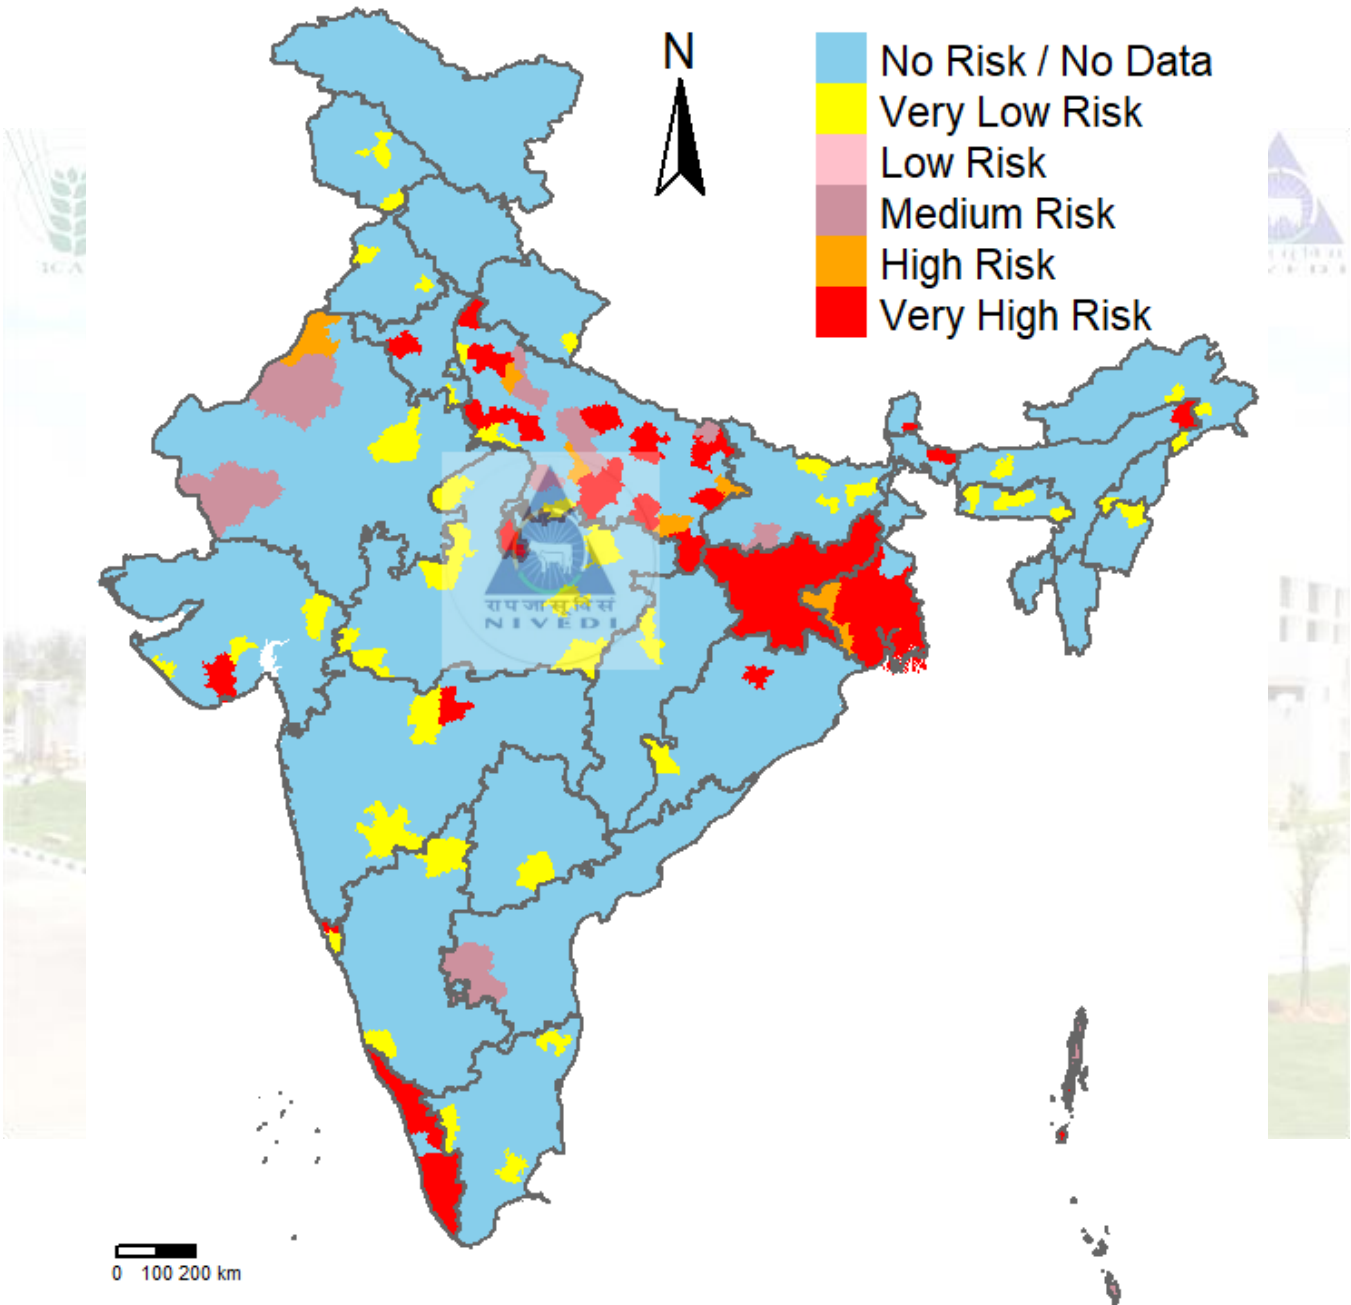 N
No Risk / No Data
Very Low Risk
Low Risk
Medium Risk
High Risk
Very High Risk
राप जा सू वि सं
NIVEDI
0 100 200 km